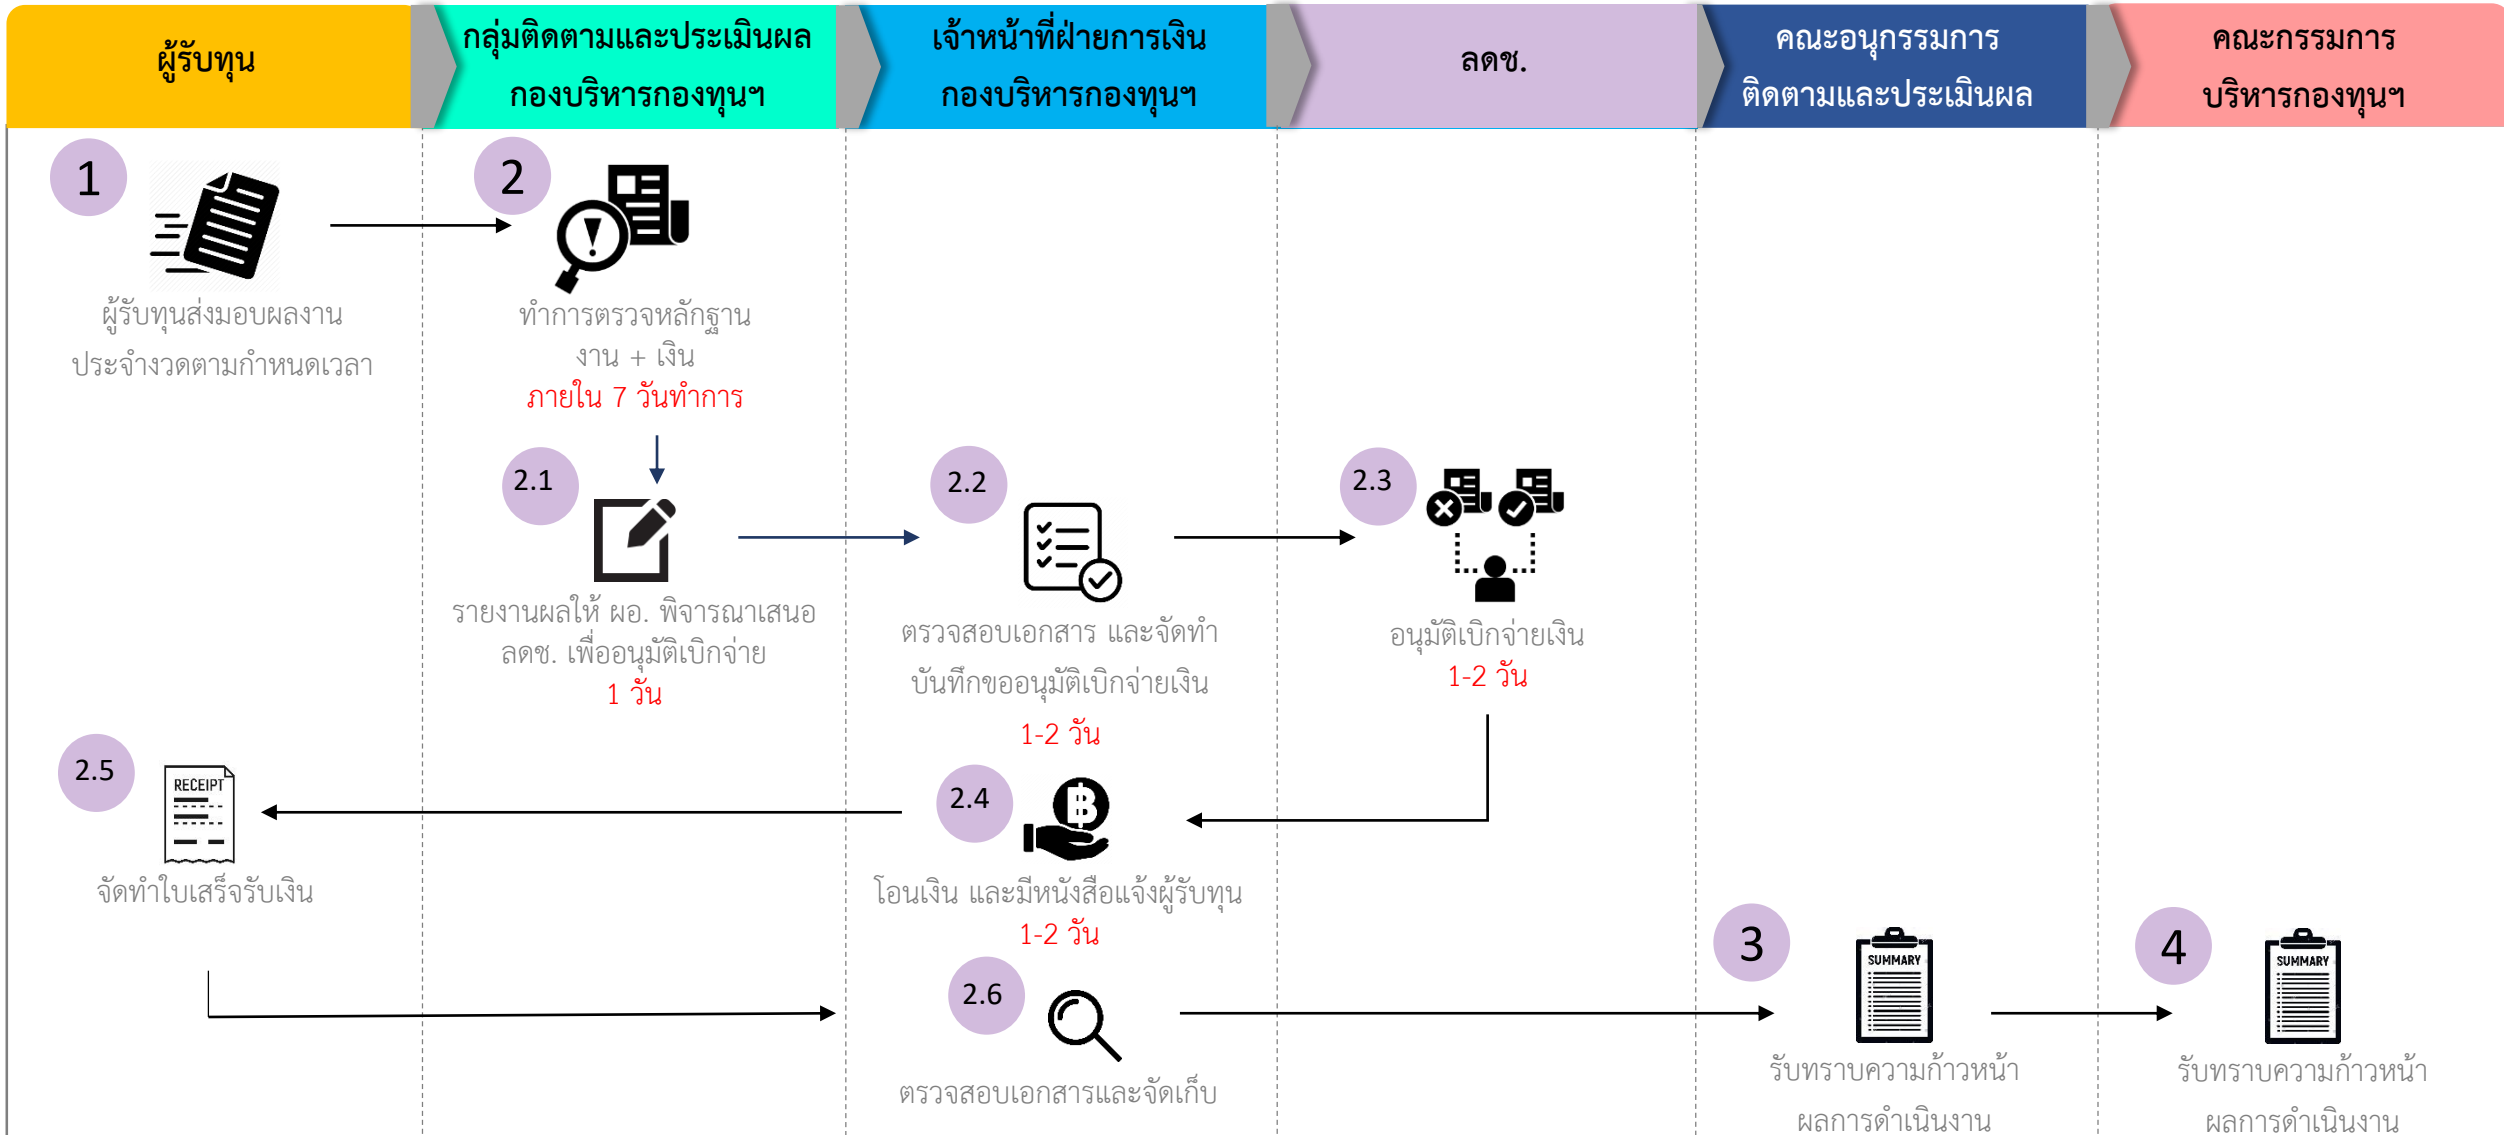 ผู้รับทุน
กลุ่มติดตามและประเมินผล
กองบริหารกองทุนฯ
เจ้าหน้าที่ฝ่ายการเงิน
กองบริหารกองทุนฯ
ลดช.
คณะอนุกรรมการ
ติดตามและประเมินผล
คณะกรรมการ
บริหารกองทุนฯ
1
ผู้รับทุนส่งมอบผลงาน
ประจำงวดตามกำหนดเวลา
2
ทำการตรวจหลักฐาน
งาน + เงิน
ภายใน 7 วันทำการ
2.1
รายงานผลให้ ผอ. พิจารณาเสนอ
ลดช. เพื่ออนุมัติเบิกจ่าย
1 วัน
2.2
ตรวจสอบเอกสาร และจัดทำ
บันทึกขออนุมัติเบิกจ่ายเงิน
1-2 วัน
2.3
อนุมัติเบิกจ่ายเงิน
1-2 วัน
2.4
โอนเงิน และมีหนังสือแจ้งผู้รับทุน
1-2 วัน
2.5
RECEIPT
จัดทำใบเสร็จรับเงิน
2.6
ตรวจสอบเอกสารและจัดเก็บ
3
SUMMARY
รับทราบความก้าวหน้า
ผลการดำเนินงาน
4
SUMMARY
รับทราบความก้าวหน้า
ผลการดำเนินงาน